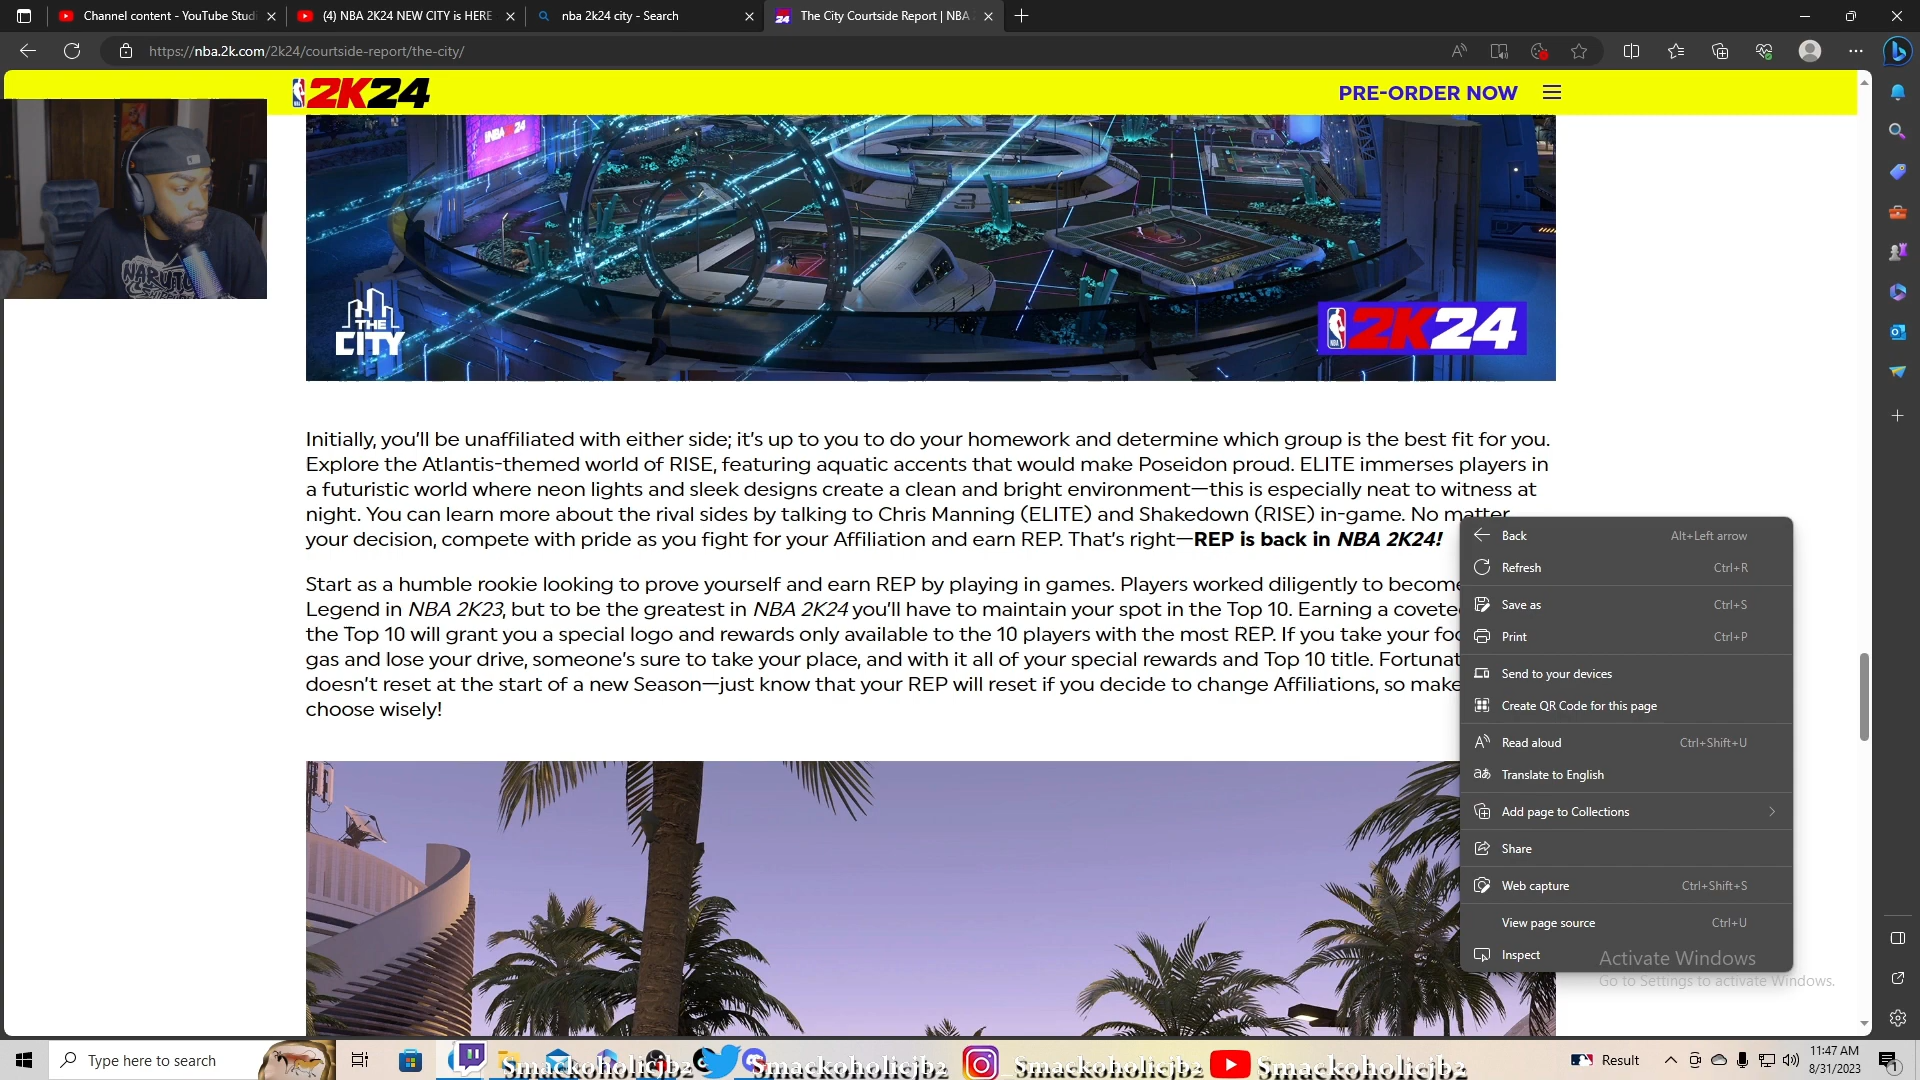 Channel content - YouTube Studi
(4) NBA 2K24 NEW CITY is HERE
nba 2k24 city - Search
The City Courtside Report | NBA
https://nba.2k.com/2k24/courtside-report/the-city/
2K24
PRE-ORDER NOW
NBA 24
3
NARUTO
THE
CITY
NBA 2K24
Initially, you'll be unaffiliated with either side; it's up to you to do your homework and determine which group is the best fit for you.
Explore the Atlantis-themed world of RISE, featuring aquatic accents that would make Poseidon proud. ELITE immerses players in
a futuristic world where neon lights and sleek designs create a clean and bright environment—this is especially neat to witness at
night. You can learn more about the rival sides by talking to Chris Manning (ELITE) and Shakedown (RISE) in-game. No matter
your decision, compete with pride as you fight for your Affiliation and earn REP. That's right—REP is back in NBA 2K24!
Start as a humble rookie looking to prove yourself and earn REP by playing in games. Players worked diligently to become
Legend in NBA 2K23, but to be the greatest in NBA 2K24 you'll have to maintain your spot in the Top 10. Earning a covete
the Top 10 will grant you a special logo and rewards only available to the 10 players with the most REP. If you take your foo
gas and lose your drive, someone's sure to take your place, and with it all of your special rewards and Top 10 title. Fortunat
doesn't reset at the start of a new Season—just know that your REP will reset if you decide to change Affiliations, so make
choose wisely!
Back Alt+Left arrow
Refresh Ctrl+R
Save as Ctrl+S
Print Ctrl+P
Send to your devices
Create QR Code for this page
Read aloud Ctrl+Shift+U
Translate to English
Add page to Collections
Share
Web capture Ctrl+Shift+S
View page source Ctrl+U
Inspect
Activate Windows
Go to Settings to activate Windows.
Type here to search
Smackoholicjb2
Smackoholicjb2
Smackoholicjb2
Smackoholicjb2
Result
11:47 AM
8/31/2023
1